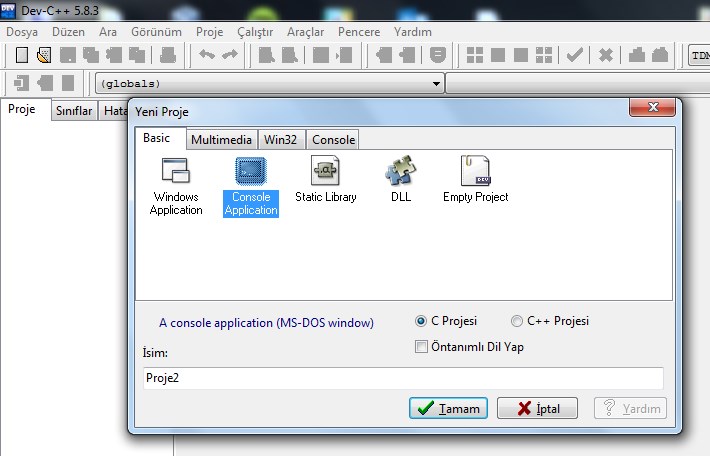 Dev-C++ 5.8.3
Dosya Düzen Ara Görünüm Proje Çalıştır Araçlar Pencere Yardım
TDM
(globals)
Proje Sınıflar Hata
Yeni Proje
Basic Multimedia Win32 Console
Windows Application
Console Application
Static Library
DLL
Empty Project
A console application (MS-DOS window)
C Projesi C++ Projesi
Öntanımlı Dil Yap
İsim:
Proje2
Tamam İptal Yardım